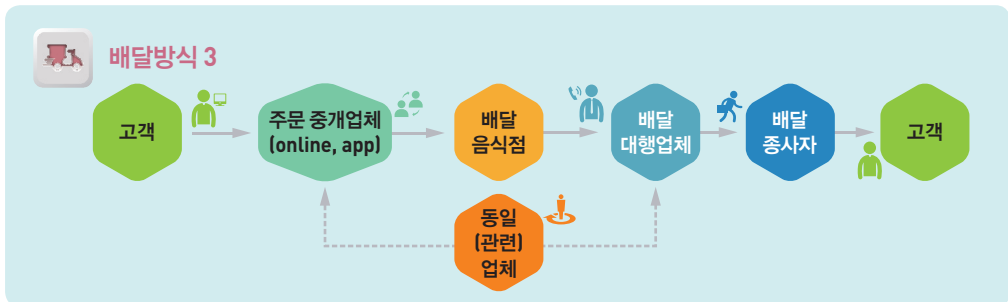 배달방식 3
고객
주문 중개업체
(online, app)
배달
음식점
배달
대행업체
배달
종사자
고객
동일
(관련)
업체